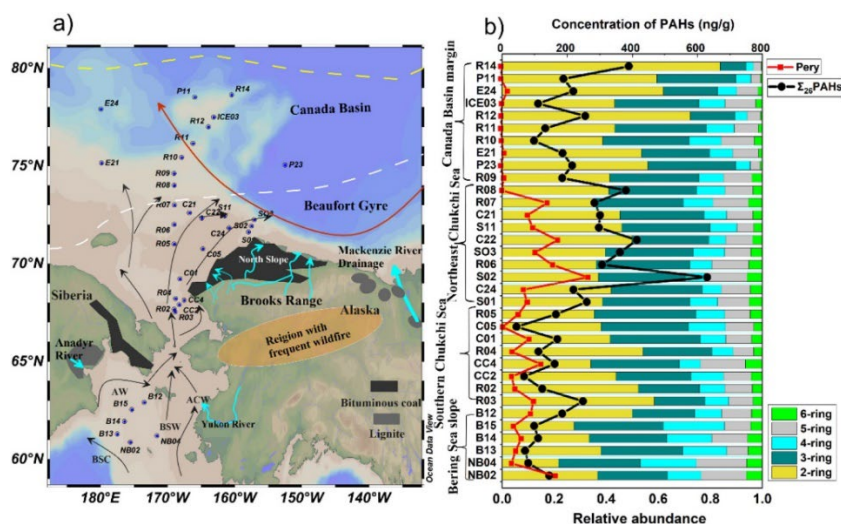 a)
80°N
75°N
70°N
65°N
60°N
180°E
170°W
160°W
150°W
140°W
E24
P11
R14
ICE03
R12
R11
R10
E21
P23
R09
R08
R07
C21
S11
C22
SO3
R06
S02
C24
R05
C05
C01
R04
CC4
R02
R03
B12
B15
B14
B13
NB02
NB04
Canada Basin
Beaufort Gyre
Mackenzie River
Drainage
North Slope
Brooks Range
Siberia
Alaska
Reigion with
frequent wildfire
Anadyr
River
AW
ACW
BSW
BSC
Yukon River
Bituminous coal
Lignite
Ocean Data View
b)
Concentration of PAHs (ng/g)
0 200 400 600 800
Pery
Σ26PAHs
Canada Basin margin
Northeast Chukchi Sea
Southern Chukchi Sea
Bering Sea slope
R14
P11
E24
ICE03
R12
R11
R10
E21
P23
R09
R08
R07
C21
S11
C22
SO3
R06
S02
C24
S01
R05
C05
C01
R04
CC4
CC2
R02
R03
B12
B15
B14
B13
NB04
NB02
6-ring
5-ring
4-ring
3-ring
2-ring
0.0 0.2 0.4 0.6 0.8 1.0
Relative abundance